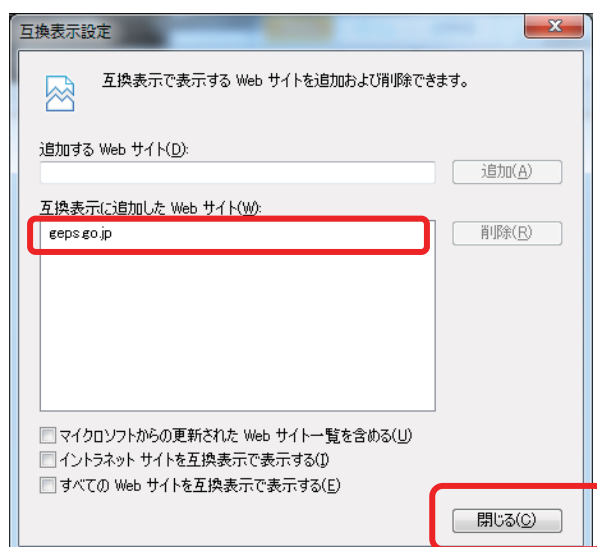 互換表示設定
互換表示で表示する Web サイトを追加および削除できます。
追加する Web サイト(D):
追加(A)
互換表示に追加した Web サイト(W):
geps.go.jp
削除(R)
マイクロソフトからの更新された Web サイト一覧を含める(U)
イントラネット サイトを互換表示で表示する(I)
すべての Web サイトを互換表示で表示する(E)
閉じる(C)